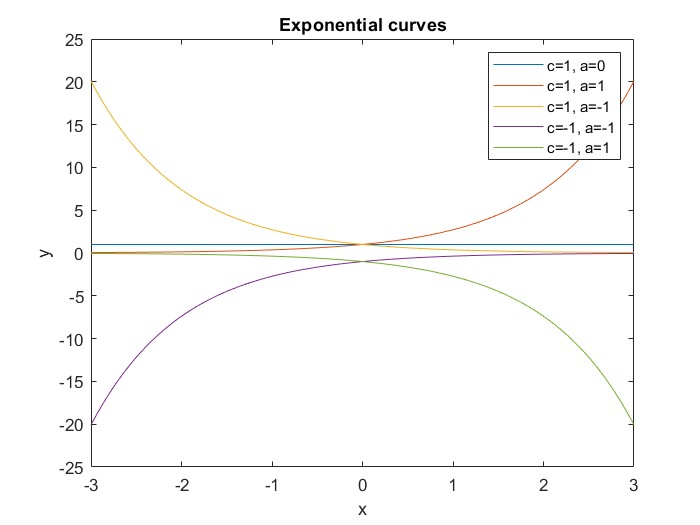 Exponential curves
25
20
15
10
5
0
-5
-10
-15
-20
-25
y
c=1, a=0
c=1, a=1
c=1, a=-1
c=-1, a=-1
c=-1, a=1
-3 -2 -1 0 1 2 3
x